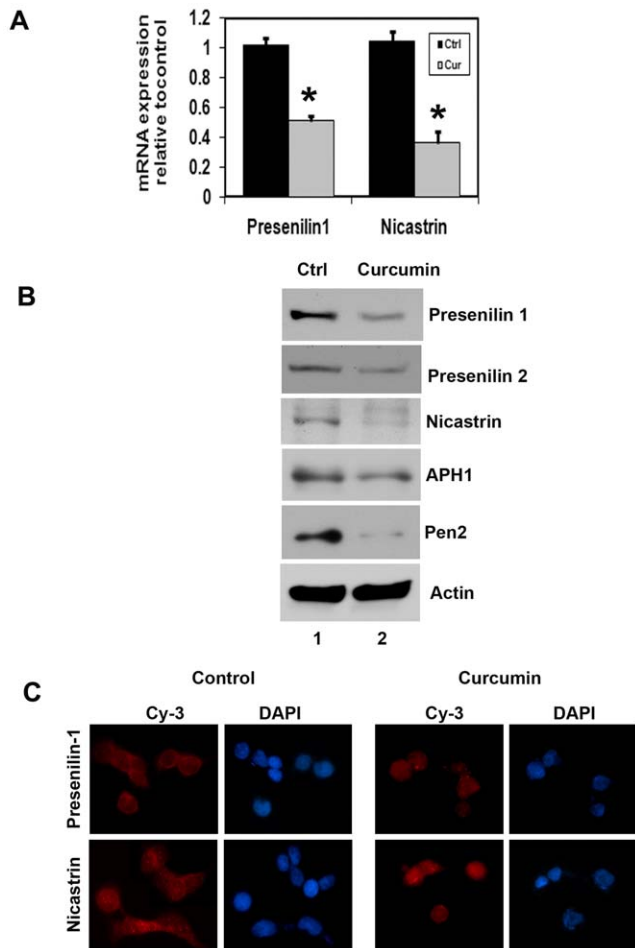 A
mRNA expression
relative tocontrol
1.2
1
0.8
0.6
0.4
0.2
0
*
*
Ctrl
Cur
Presenilin1
Nicastrin
B
Ctrl
Curcumin
Presenilin 1
Presenilin 2
Nicastrin
APH1
Pen2
Actin
1
2
C
Control
Curcumin
Cy-3
DAPI
Cy-3
DAPI
Presenilin-1
Nicastrin